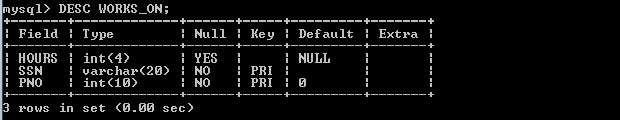 mysql> DESC WORKS_ON;
+-------+-------------+------+-----+---------+-------+
| Field | Type        | Null | Key | Default | Extra |
+-------+-------------+------+-----+---------+-------+
| HOURS | int(4)      | YES  |     | NULL    |       |
| SSN   | varchar(20) | NO   | PRI |         |       |
| PNO   | int(10)     | NO   | PRI | 0       |       |
+-------+-------------+------+-----+---------+-------+
3 rows in set (0.00 sec)